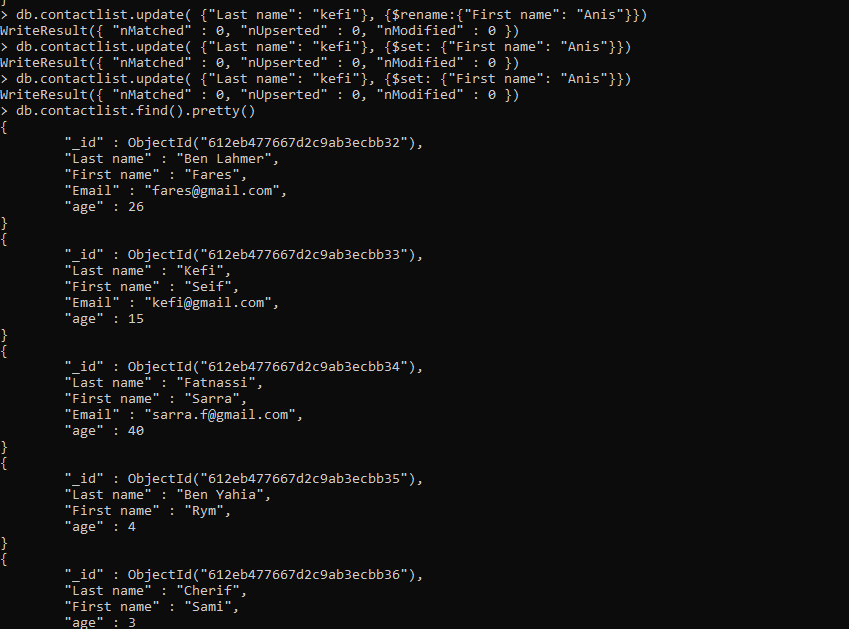 }
> db.contactlist.update( {"Last name": "kefi"}, {$rename:{"First name": "Anis"}})
WriteResult({ "nMatched" : 0, "nUpserted" : 0, "nModified" : 0 })
> db.contactlist.update( {"Last name": "kefi"}, {$set: {"First name": "Anis"}})
WriteResult({ "nMatched" : 0, "nUpserted" : 0, "nModified" : 0 })
> db.contactlist.update( {"Last name": "kefi"}, {$set: {"First name": "Anis"}})
WriteResult({ "nMatched" : 0, "nUpserted" : 0, "nModified" : 0 })
> db.contactlist.find().pretty()
{
"_id" : ObjectId("612eb477667d2c9ab3ecbb32"),
"Last name" : "Ben Lahmer",
"First name" : "Fares",
"Email" : "fares@gmail.com",
"age" : 26
}
{
"_id" : ObjectId("612eb477667d2c9ab3ecbb33"),
"Last name" : "Kefi",
"First name" : "Seif",
"Email" : "kefi@gmail.com",
"age" : 15
}
{
"_id" : ObjectId("612eb477667d2c9ab3ecbb34"),
"Last name" : "Fatnassi",
"First name" : "Sarra",
"Email" : "sarra.f@gmail.com",
"age" : 40
}
{
"_id" : ObjectId("612eb477667d2c9ab3ecbb35"),
"Last name" : "Ben Yahia",
"First name" : "Rym",
"age" : 4
}
{
"_id" : ObjectId("612eb477667d2c9ab3ecbb36"),
"Last name" : "Cherif",
"First name" : "Sami",
"age" : 3